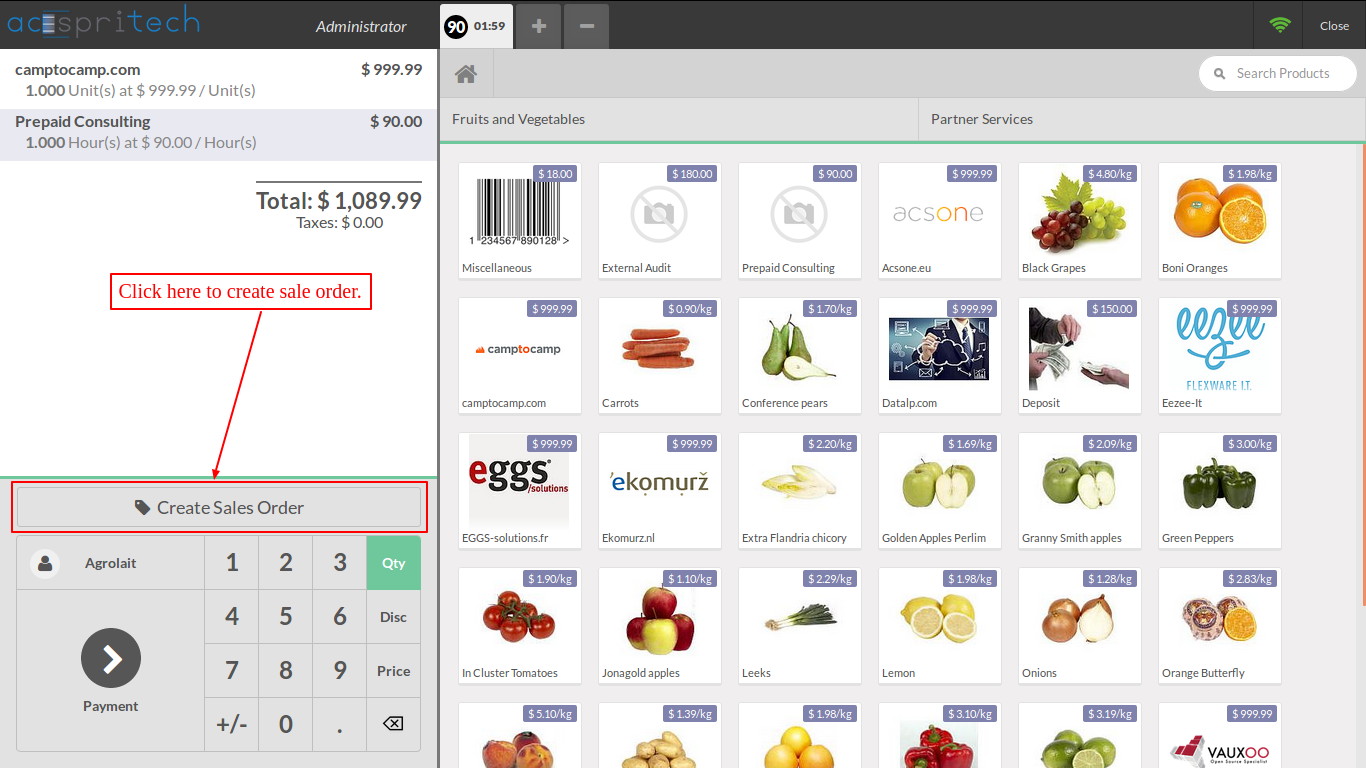 acespritech
Administrator
90 01:59
+
−
Close
camptocamp.com $ 999.99
1.000 Unit(s) at $ 999.99 / Unit(s)
Prepaid Consulting $ 90.00
1.000 Hour(s) at $ 90.00 / Hour(s)
Total: $ 1,089.99
Taxes: $ 0.00
Click here to create sale order.
Create Sales Order
Agrolait
1 2 3 Qty
4 5 6 Disc
7 8 9 Price
+/- 0 .
Payment
Search Products
Fruits and Vegetables
Partner Services
$ 18.00
1 234567 890128 >
Miscellaneous
$ 180.00
External Audit
$ 90.00
Prepaid Consulting
$ 999.99
acsone
Acsone.eu
$ 4.80/kg
Black Grapes
$ 1.98/kg
Boni Oranges
$ 999.99
camptocamp
camptocamp.com
$ 0.90/kg
Carrots
$ 1.70/kg
Conference pears
$ 999.99
Datalp.com
$ 150.00
Deposit
$ 999.99
eezee
FLEXWARE I.T.
Eezee-It
$ 999.99
eggs
/solutions
EGGS-solutions.fr
$ 999.99
'ekomurž
Ekomurz.nl
$ 2.20/kg
Extra Flandria chicory
$ 1.69/kg
Golden Apples Perlim
$ 2.09/kg
Granny Smith apples
$ 3.00/kg
Green Peppers
$ 1.90/kg
In Cluster Tomatoes
$ 1.10/kg
Jonagold apples
$ 2.29/kg
Leeks
$ 1.98/kg
Lemon
$ 1.28/kg
Onions
$ 2.83/kg
Orange Butterfly
$ 5.10/kg
$ 1.39/kg
$ 1.98/kg
$ 3.10/kg
$ 3.19/kg
$ 999.99
VAUXOO
Open Source Specialist